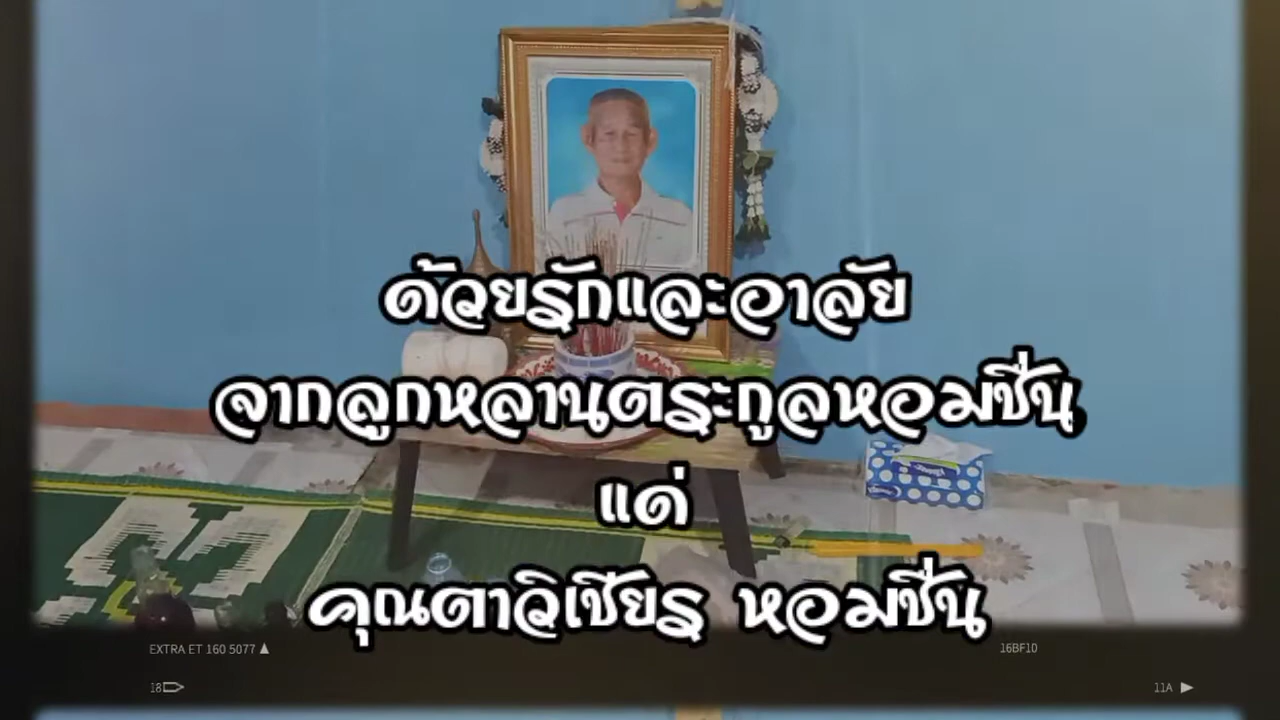 ด้วยรักและอาลัย
จากลูกหลานตระกูลหอมชื่น
แด่
คุณตาวิเชียร หอมชื่น
EXTRA ET 160 5077
16BF10
18
11A